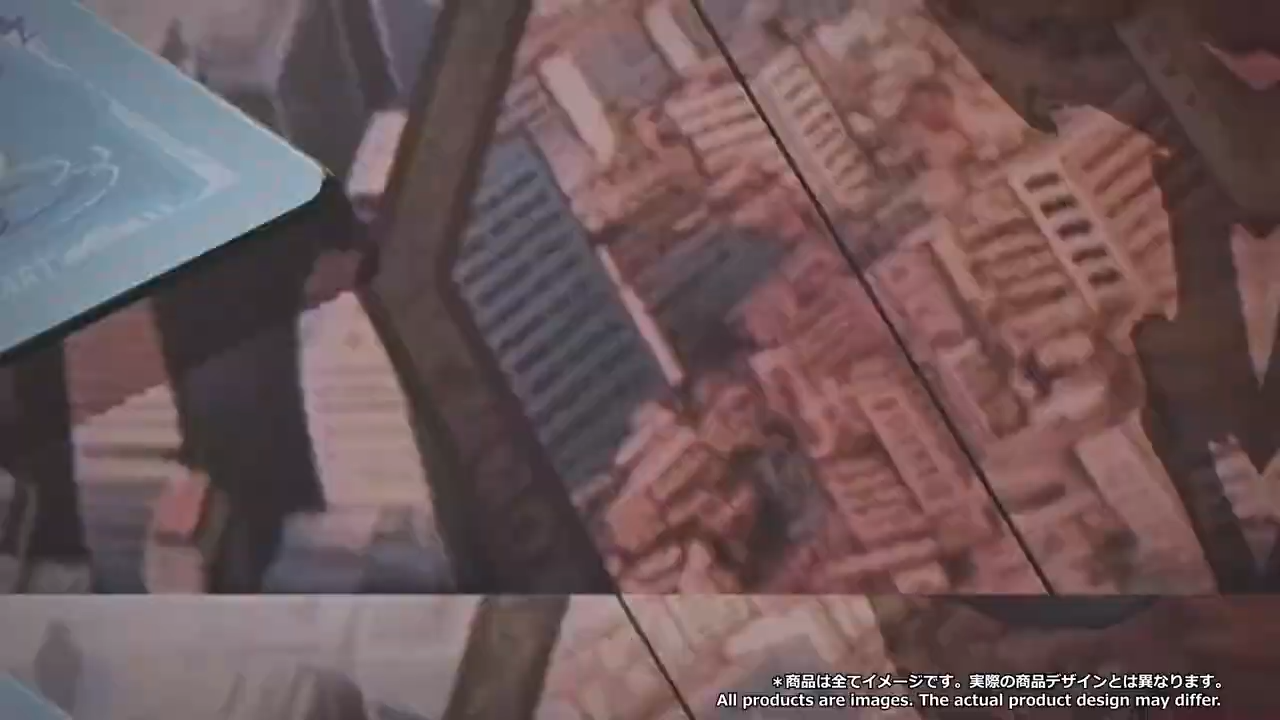 *商品は全てイメージです。実際の商品デザインとは異なります。
All products are images. The actual product design may differ.